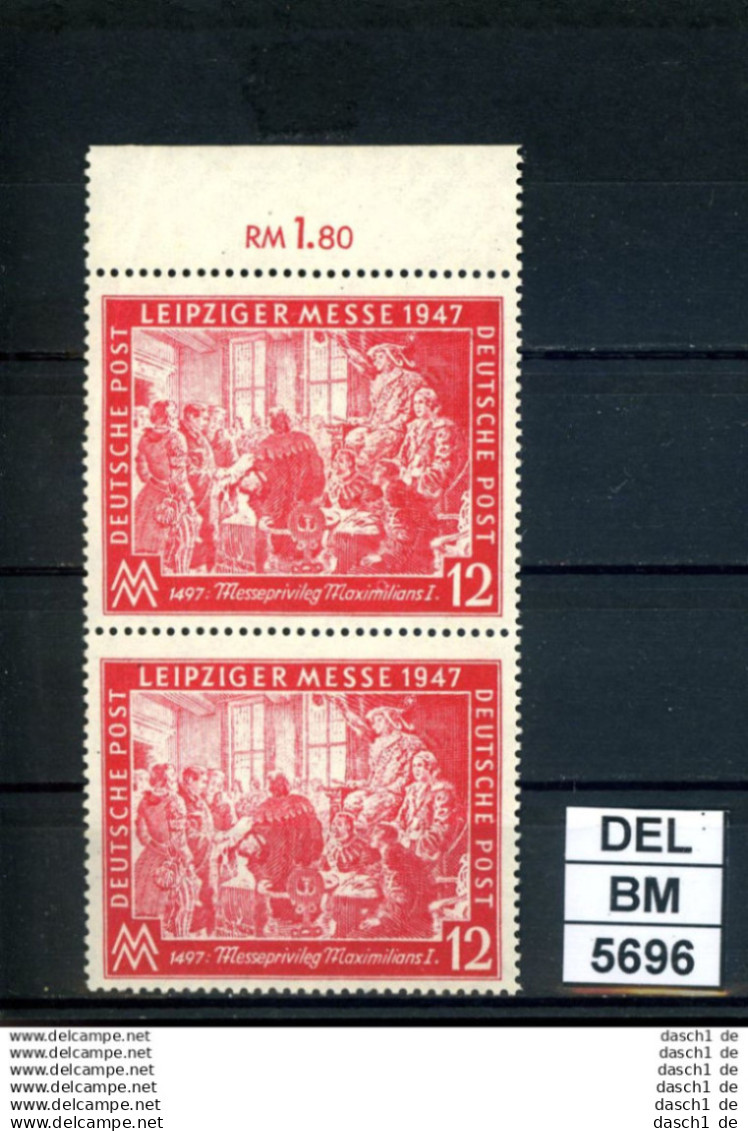 RM 1.80
LEIPZIGER MESSE 1947
DEUTSCHE POST
DEUTSCHE POST
MM
1497: Messeprivileg Maximilians I.
12
LEIPZIGER MESSE 1947
DEUTSCHE POST
DEUTSCHE POST
MM
1497: Messeprivileg Maximilians I.
12
DEL
BM
5696
www.delcampe.net
www.delcampe.net
www.delcampe.net
www.delcampe.net
www.delcampe.net
www.delcampe.net
dasch1 de
dasch1 de
dasch1 de
dasch1 de
dasch1 de
dasch1 de